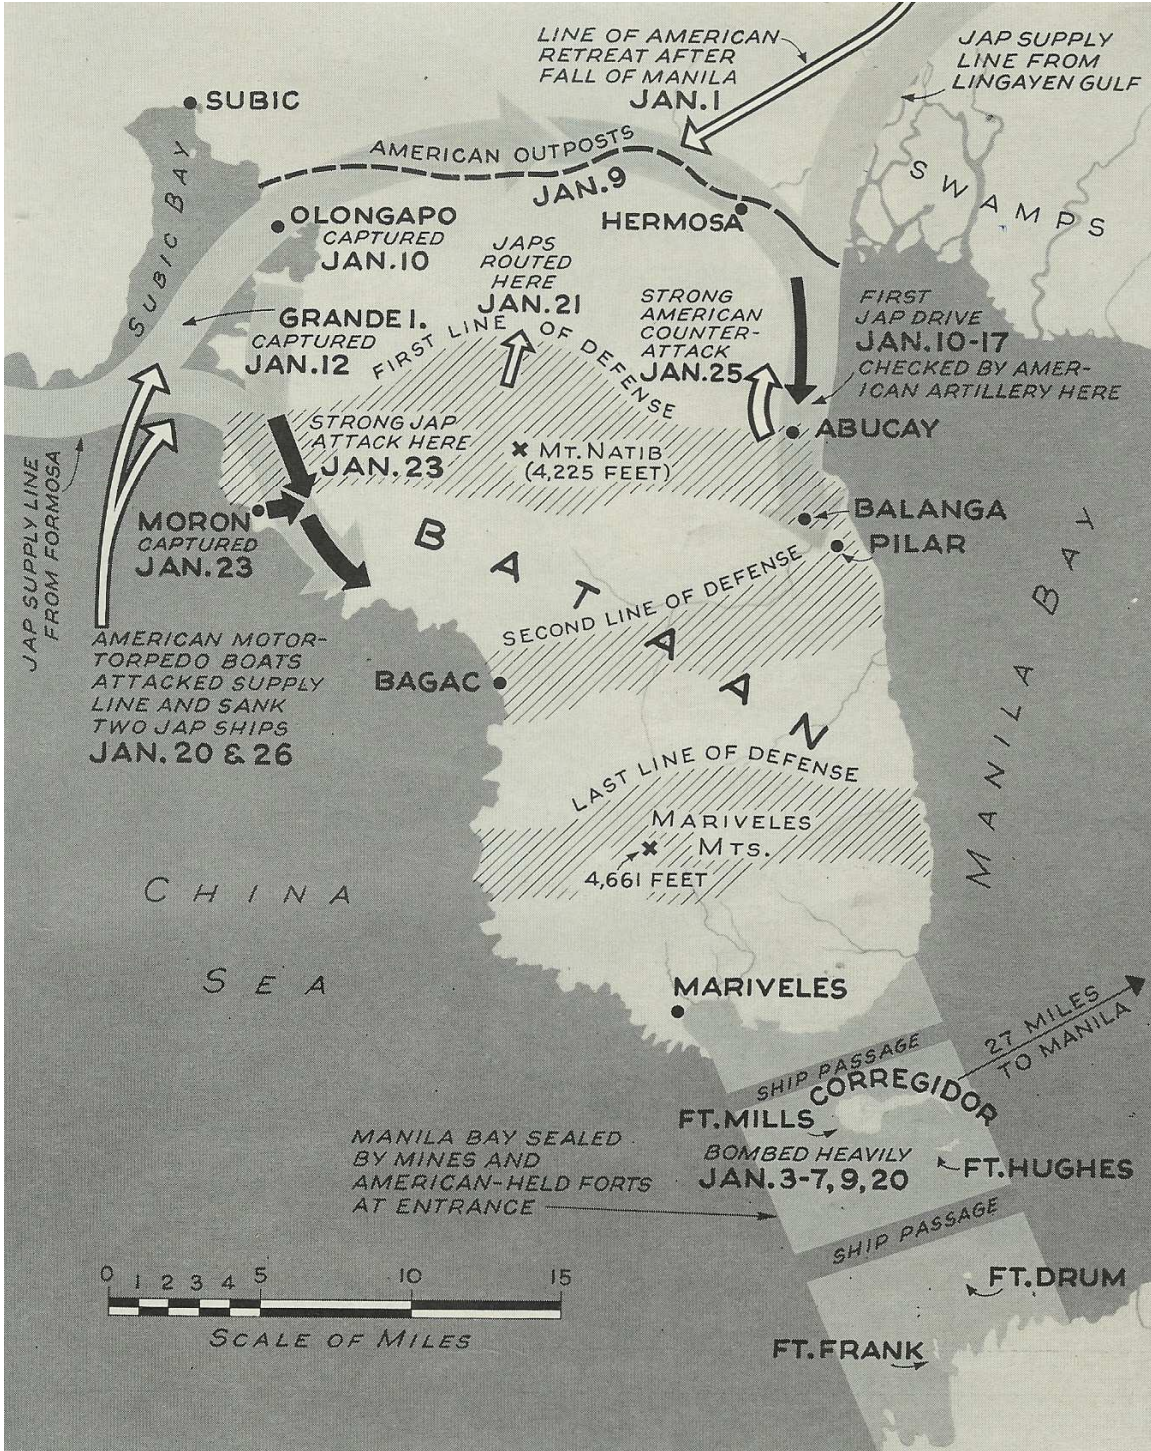 LINE OF AMERICAN
RETREAT AFTER
FALL OF MANILA
JAN.1
JAP SUPPLY
LINE FROM
LINGAYEN GULF
SUBIC
AMERICAN OUTPOSTS
JAN.9
SWAMPS
SUBIC BAY
OLONGAPO
CAPTURED
JAN.10
HERMOSA
JAPS
ROUTED
HERE
JAN.21
STRONG
AMERICAN
COUNTER-
ATTACK
JAN.25
FIRST
JAP DRIVE
JAN.10-17
CHECKED BY AMER-
ICAN ARTILLERY HERE
GRANDE I.
CAPTURED
JAN.12
FIRST LINE OF DEFENSE
ABUCAY
STRONG JAP
ATTACK HERE
JAN.23
MT. NATIB
(4,225 FEET)
JAP SUPPLY LINE
FROM FORMOSA
MORON
CAPTURED
JAN.23
BALANGA
PILAR
BATAAN
SECOND LINE OF DEFENSE
MANILA BAY
AMERICAN MOTOR-
TORPEDO BOATS
ATTACKED SUPPLY
LINE AND SANK
TWO JAP SHIPS
JAN. 20 & 26
BAGAC
LAST LINE OF DEFENSE
MARIVELES
MTS.
4,661 FEET
CHINA
SEA
MARIVELES
27 MILES
TO MANILA
SHIP PASSAGE
CORREGIDOR
FT. MILLS
BOMBED HEAVILY
JAN. 3-7, 9, 20
FT. HUGHES
MANILA BAY SEALED
BY MINES AND
AMERICAN-HELD FORTS
AT ENTRANCE
SHIP PASSAGE
FT. DRUM
FT. FRANK
0 1 2 3 4 5 10 15
SCALE OF MILES